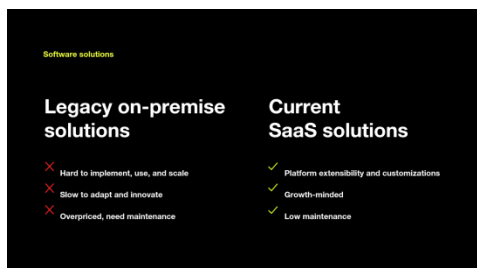 Software solutions
Legacy on-premise
solutions
Hard to implement, use, and scale
Slow to adapt and innovate
Overpriced, need maintenance
Current
SaaS solutions
Platform extensibility and customizations
Growth-minded
Low maintenance